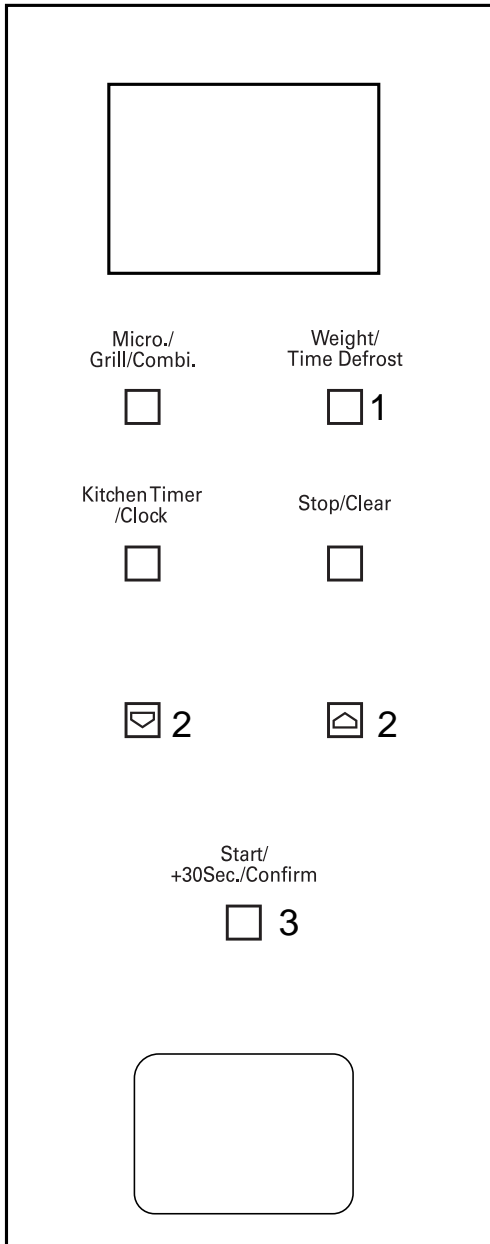 Micro./
Grill/Combi.
Weight/
Time Defrost
1
Kitchen Timer
/Clock
Stop/Clear
2
2
Start/
+30Sec./Confirm
3